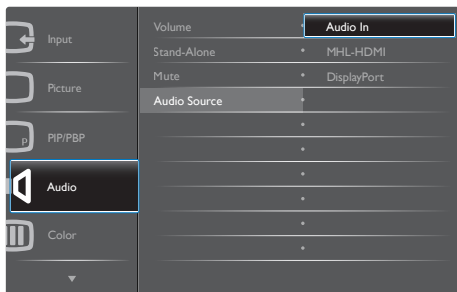 Input
Picture
p
PIP/PBP
Audio
Color
Volume
Stand-Alone
Mute
Audio Source
Audio In
MHL-HDMI
DisplayPort